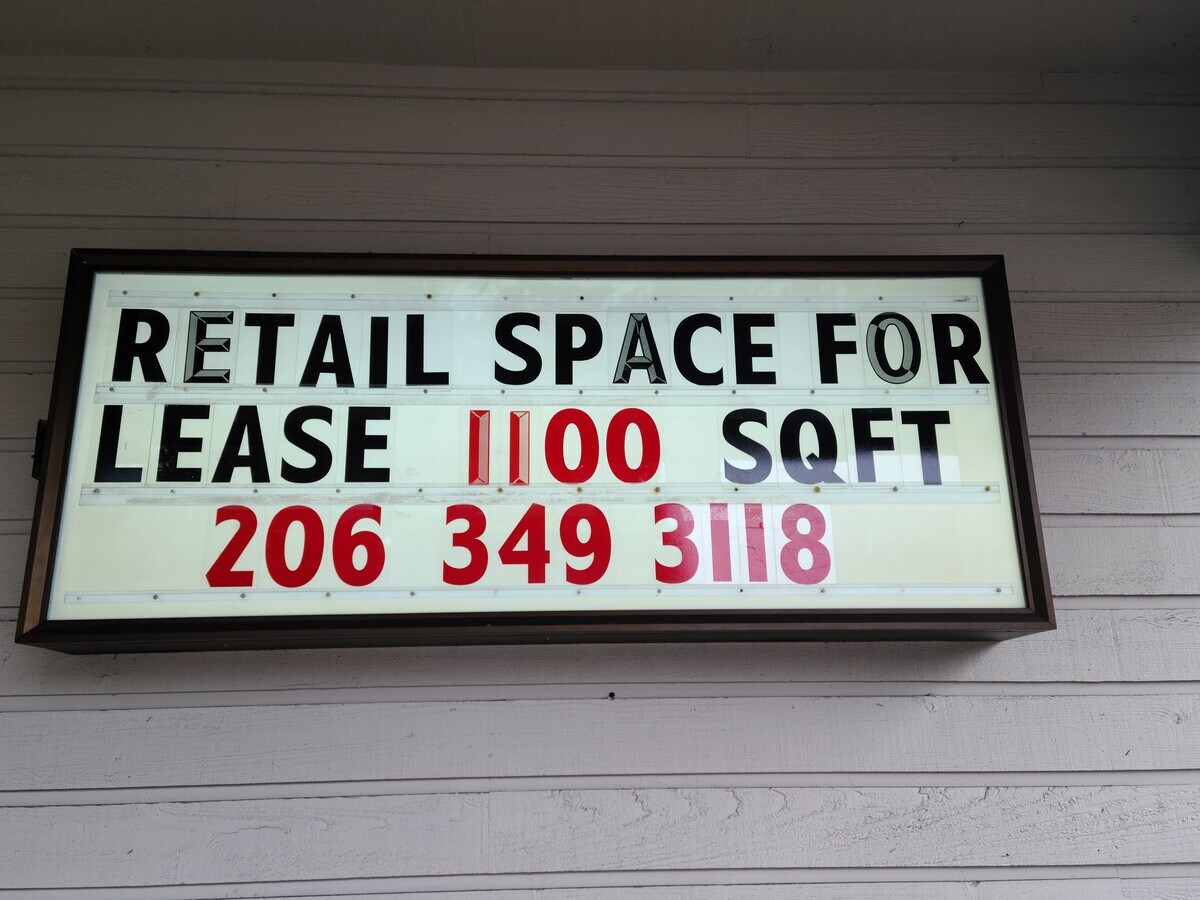 RETAIL SPACE FOR
LEASE 1100 SQFT
206 349 3118